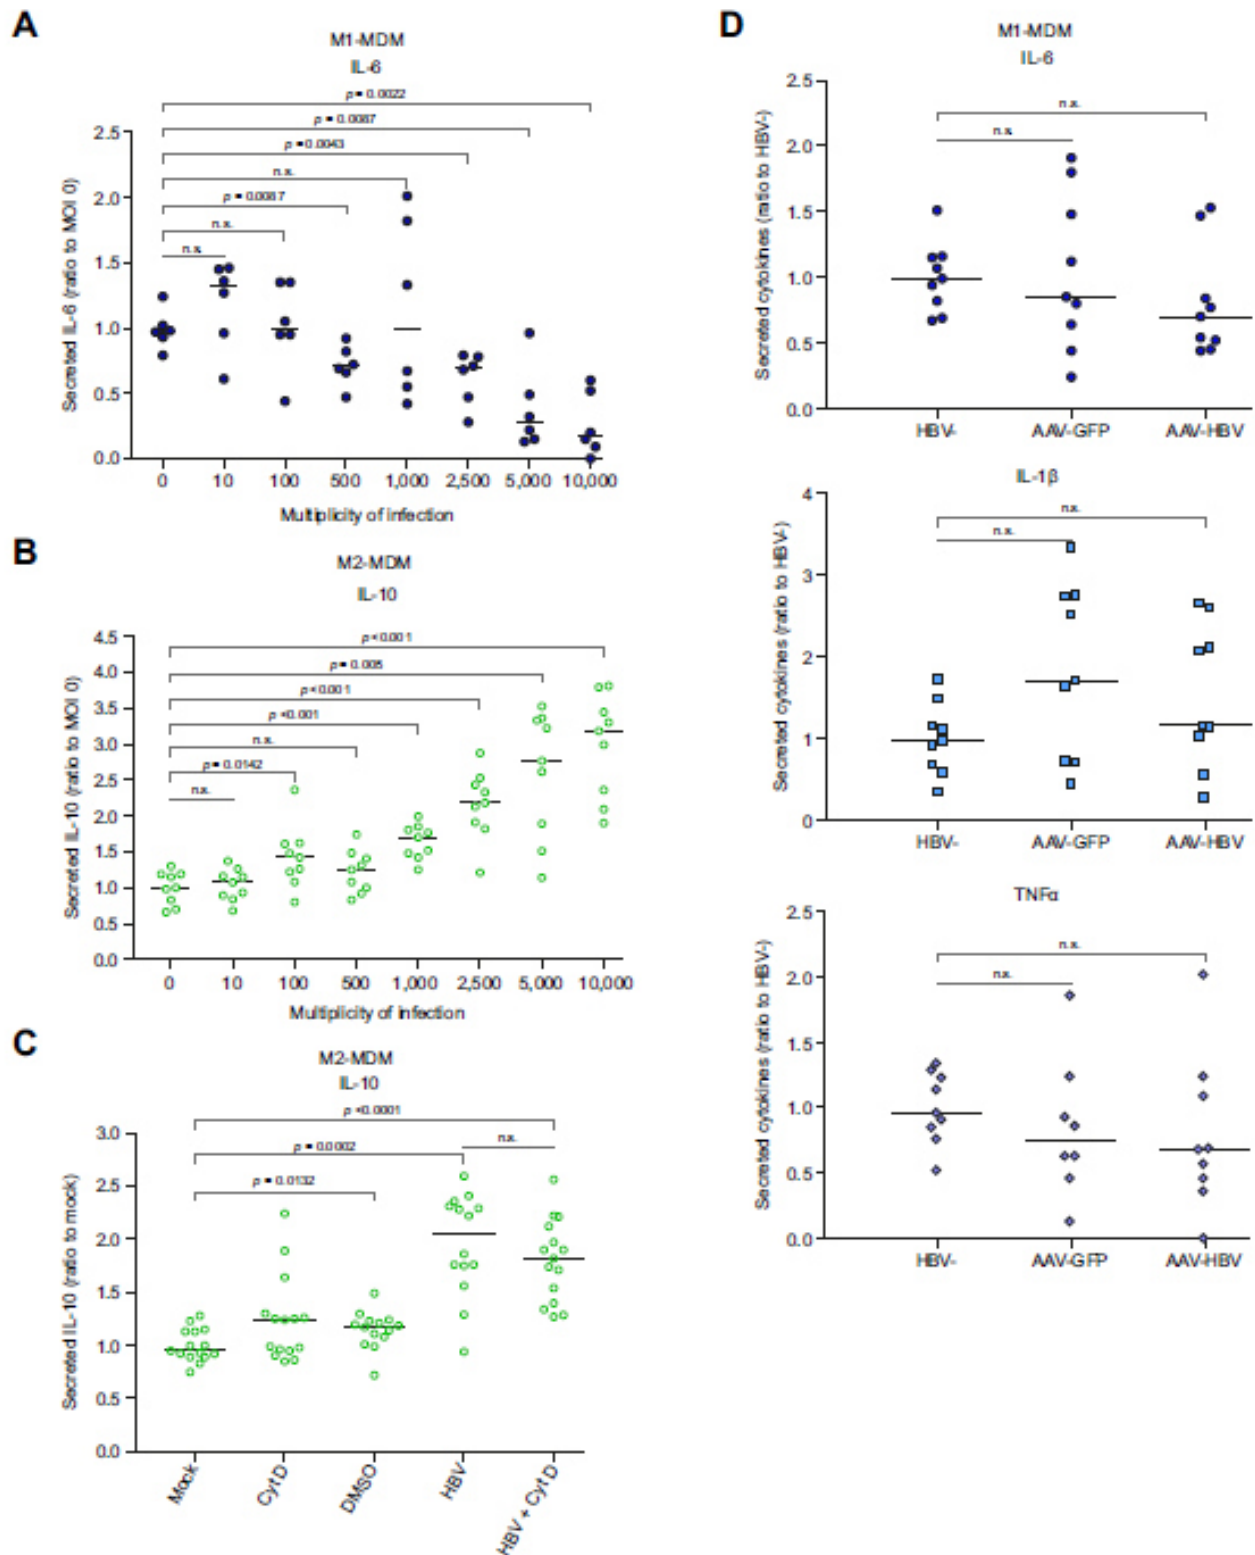 A
M1-MDM
IL-6
p = 0.0022
p = 0.0087
p = 0.0043
n.s.
p = 0.0087
n.s.
n.s.
Secreted IL-6 (ratio to MOI 0)
2.5
2.0
1.5
1.0
0.5
0.0
0 10 100 500 1,000 2,500 5,000 10,000
Multiplicity of infection
B
M2-MDM
IL-10
p <0.001
p = 0.005
p <0.001
p <0.001
n.s.
p = 0.0142
n.s.
Secreted IL-10 (ratio to MOI 0)
4.5
4.0
3.5
3.0
2.5
2.0
1.5
1.0
0.5
0.0
0 10 100 500 1,000 2,500 5,000 10,000
Multiplicity of infection
C
M2-MDM
IL-10
p <0.0001
n.s.
p = 0.0002
p = 0.0132
Secreted IL-10 (ratio to mock)
3.0
2.5
2.0
1.5
1.0
0.5
0.0
Mock CytD DMSO HBV HBV + CytD
D
M1-MDM
IL-6
n.s.
n.s.
Secreted cytokines (ratio to HBV-)
2.5
2.0
1.5
1.0
0.5
0.0
HBV- AAV-GFP AAV-HBV
IL-1β
n.s.
n.s.
Secreted cytokines (ratio to HBV-)
4
3
2
1
0
HBV- AAV-GFP AAV-HBV
TNFα
n.s.
n.s.
Secreted cytokines (ratio to HBV-)
2.5
2.0
1.5
1.0
0.5
0.0
HBV- AAV-GFP AAV-HBV